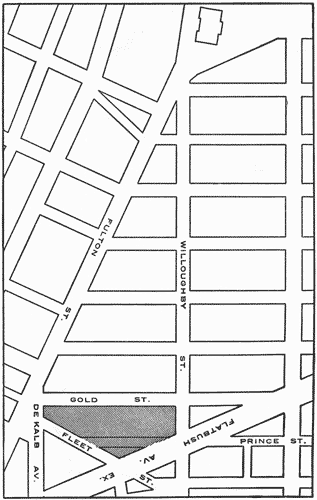 FULTON ST.
WILLOUGHBY ST.
GOLD ST.
DE KALB AV.
FLEET ST.
FLATBUSH AV. EX.
PRINCE ST.